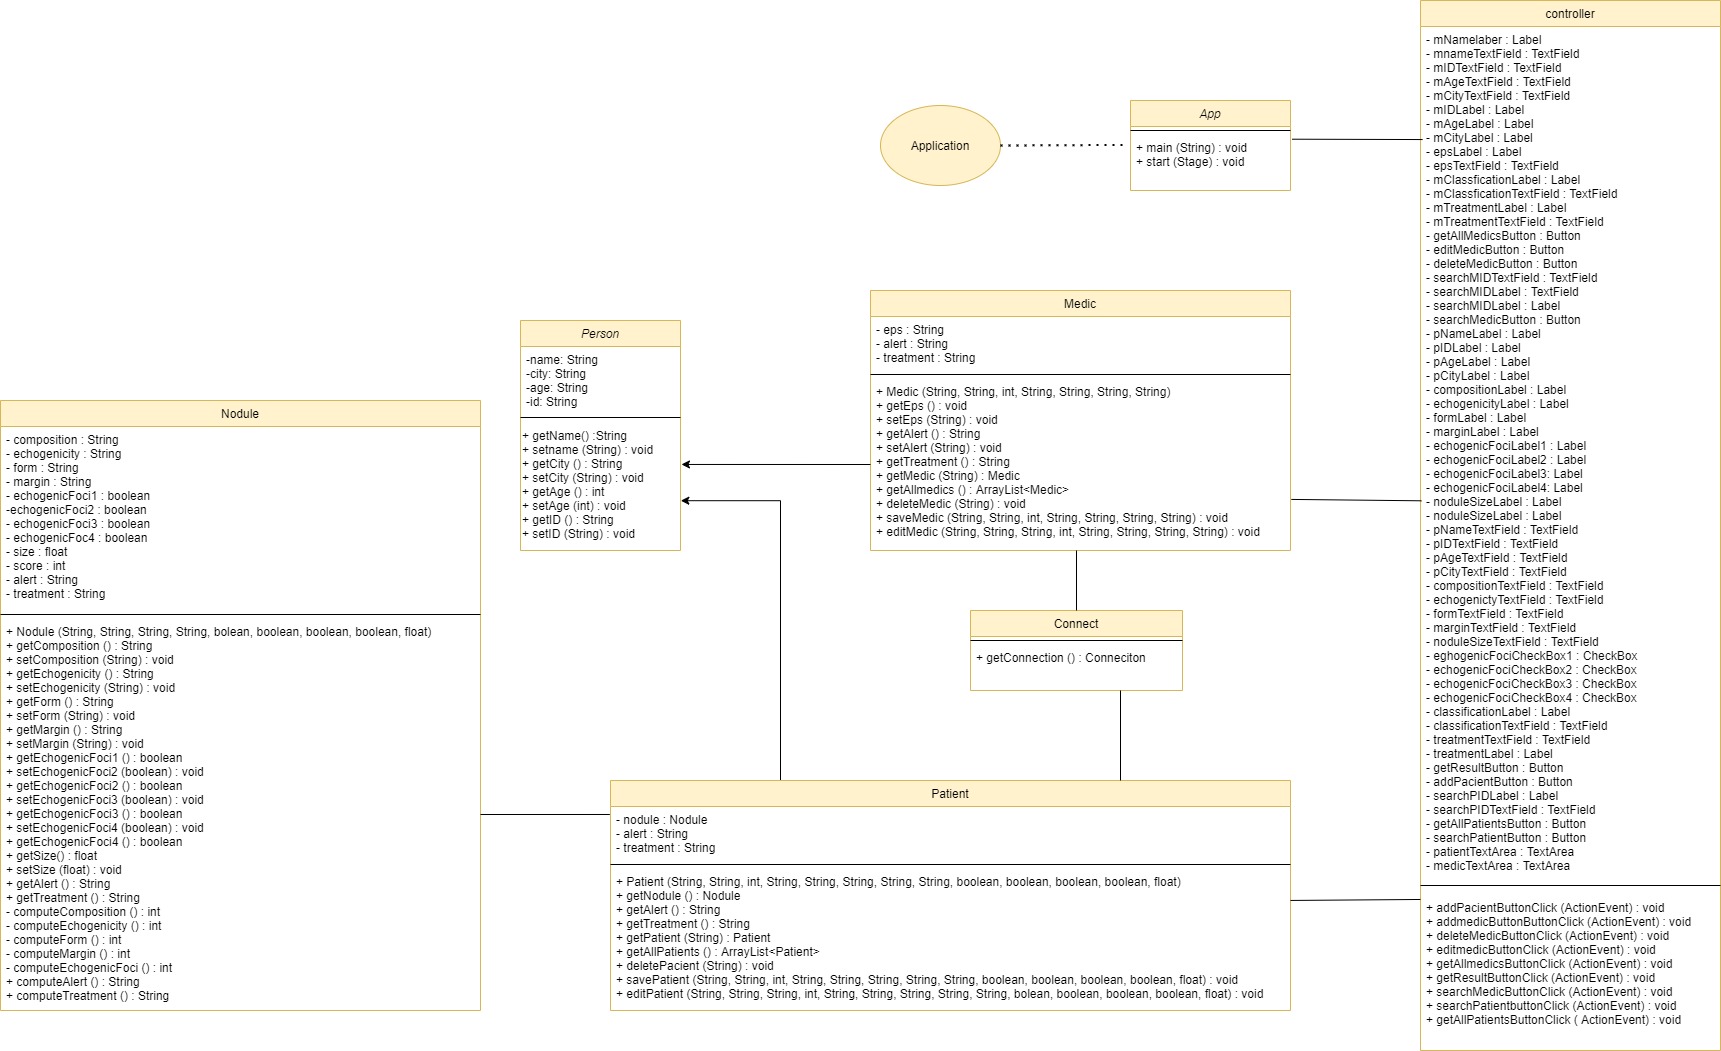 Application
App
+ main (String) : void
+ start (Stage) : void
Person
-name: String
-city: String
-age: String
-id: String
+ getName() :String
+ setname (String) : void
+ getCity () : String
+ setCity (String) : void
+ getAge () : int
+ setAge (int) : void
+ getID () : String
+ setID (String) : void
Medic
- eps : String
- alert : String
- treatment : String
+ Medic (String, String, int, String, String, String, String)
+ getEps () : void
+ setEps (String) : void
+ getAlert () : String
+ setAlert (String) : void
+ getTreatment () : String
+ getMedic (String) : Medic
+ getAllmedics () : ArrayList<Medic>
+ deleteMedic (String) : void
+ saveMedic (String, String, int, String, String, String, String) : void
+ editMedic (String, String, String, int, String, String, String, String) : void
Connect
+ getConnection () : Conneciton
Nodule
- composition : String
- echogenicity : String
- form : String
- margin : String
- echogenicFoci1 : boolean
-echogenicFoci2 : boolean
- echogenicFoci3 : boolean
- echogenicFoc4 : boolean
- size : float
- score : int
- alert : String
- treatment : String
+ Nodule (String, String, String, String, bolean, boolean, boolean, boolean, float)
+ getComposition () : String
+ setComposition (String) : void
+ getEchogenicity () : String
+ setEchogenicity (String) : void
+ getForm () : String
+ setForm (String) : void
+ getMargin () : String
+ setMargin (String) : void
+ getEchogenicFoci1 () : boolean
+ setEchogenicFoci2 (boolean) : void
+ getEchogenicFoci2 () : boolean
+ setEchogenicFoci3 (boolean) : void
+ getEchogenicFoci3 () : boolean
+ setEchogenicFoci4 (boolean) : void
+ getEchogenicFoci4 () : boolean
+ getSize() : float
+ setSize (float) : void
+ getAlert () : String
+ getTreatment () : String
- computeComposition () : int
- computeEchogenicity () : int
- computeForm () : int
- computeMargin () : int
- computeEchogenicFoci () : int
+ computeAlert () : String
+ computeTreatment () : String
Patient
- nodule : Nodule
- alert : String
- treatment : String
+ Patient (String, String, int, String, String, String, String, String, boolean, boolean, boolean, boolean, float)
+ getNodule () : Nodule
+ getAlert () : String
+ getTreatment () : String
+ getPatient (String) : Patient
+ getAllPatients () : ArrayList<Patient>
+ deletePacient (String) : void
+ savePatient (String, String, int, String, String, String, String, String, boolean, boolean, boolean, boolean, float) : void
+ editPatient (String, String, String, int, String, String, String, String, String, bolean, boolean, boolean, boolean, float) : void
controller
- mNamelaber : Label
- mnameTextField : TextField
- mIDTextField : TextField
- mAgeTextField : TextField
- mCityTextField : TextField
- mIDLabel : Label
- mAgeLabel : Label
- mCityLabel : Label
- epsLabel : Label
- epsTextField : TextField
- mClassficationLabel : Label
- mClassficationTextField : TextField
- mTreatmentLabel : Label
- mTreatmentTextField : TextField
- getAllMedicsButton : Button
- editMedicButton : Button
- deleteMedicButton : Button
- searchMIDTextField : TextField
- searchMIDLabel : TextField
- searchMIDLabel : Label
- searchMedicButton : Button
- pNameLabel : Label
- pIDLabel : Label
- pAgeLabel : Label
- pCityLabel : Label
- compositionLabel : Label
- echogenicityLabel : Label
- formLabel : Label
- marginLabel : Label
- echogenicFociLabel1 : Label
- echogenicFociLabel2 : Label
- echogenicFociLabel3: Label
- echogenicFociLabel4: Label
- noduleSizeLabel : Label
- noduleSizeLabel : Label
- pNameTextField : TextField
- pIDTextField : TextField
- pAgeTextField : TextField
- pCityTextField : TextField
- compositionTextField : TextField
- echogenictyTextField : TextField
- formTextField : TextField
- marginTextField : TextField
- noduleSizeTextField : TextField
- eghogenicFociCheckBox1 : CheckBox
- echogenicFociCheckBox2 : CheckBox
- echogenicFociCheckBox3 : CheckBox
- echogenicFociCheckBox4 : CheckBox
- classificationLabel : Label
- classificationTextField : TextField
- treatmentTextField : TextField
- treatmentLabel : Label
- getResultButton : Button
- addPacientButton : Button
- searchPIDLabel : Label
- searchPIDTextField : TextField
- getAllPatientsButton : Button
- searchPatientButton : Button
- patientTextArea : TextArea
- medicTextArea : TextArea
+ addPacientButtonClick (ActionEvent) : void
+ addmedicButtonButtonClick (ActionEvent) : void
+ deleteMedicButtonClick (ActionEvent) : void
+ editmedicButtonClick (ActionEvent) : void
+ getAllmedicsButtonClick (ActionEvent) : void
+ getResultButtonClick (ActionEvent) : void
+ searchMedicButtonClick (ActionEvent) : void
+ searchPatientbuttonClick (ActionEvent) : void
+ getAllPatientsButtonClick ( ActionEvent) : void